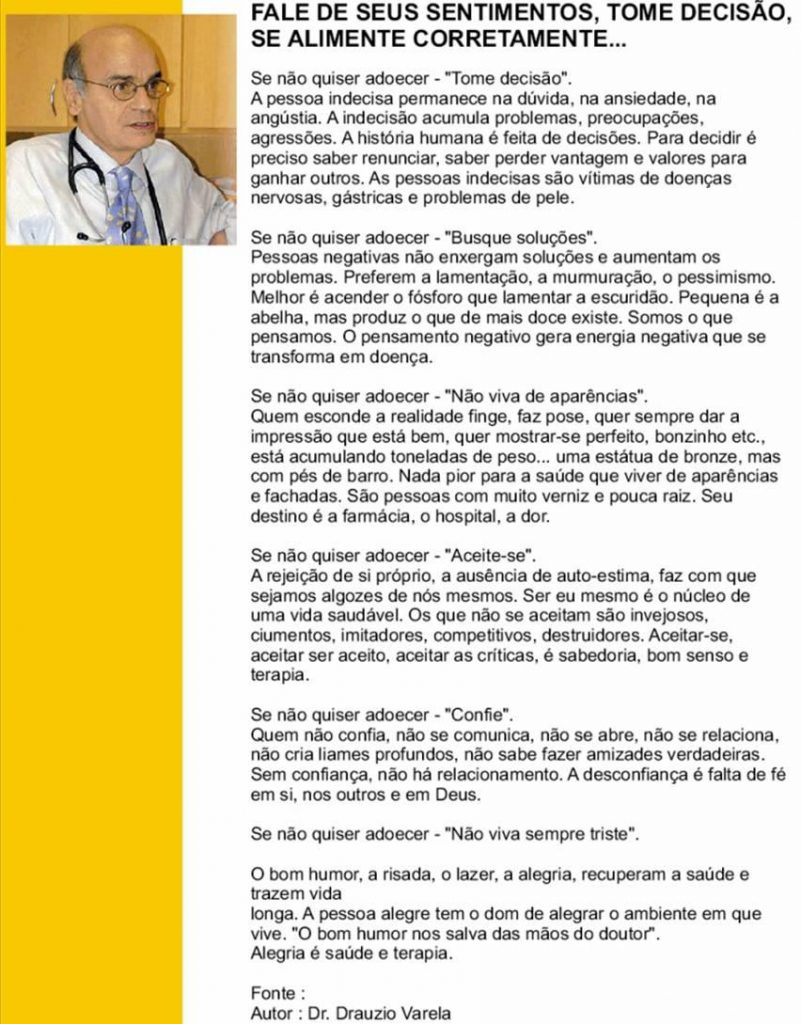 FALE DE SEUS SENTIMENTOS, TOME DECISÃO,
SE ALIMENTE CORRETAMENTE...
Se não quiser adoecer - "Tome decisão".
A pessoa indecisa permanece na dúvida, na ansiedade, na
angústia. A indecisão acumula problemas, preocupações,
agressões. A história humana é feita de decisões. Para decidir é
preciso saber renunciar, saber perder vantagem e valores para
ganhar outros. As pessoas indecisas são vítimas de doenças
nervosas, gástricas e problemas de pele.
Se não quiser adoecer - "Busque soluções".
Pessoas negativas não enxergam soluções e aumentam os
problemas. Preferem a lamentação, a murmuração, o pessimismo.
Melhor é acender o fósforo que lamentar a escuridão. Pequena é a
abelha, mas produz o que de mais doce existe. Somos o que
pensamos. O pensamento negativo gera energia negativa que se
transforma em doença.
Se não quiser adoecer - "Não viva de aparências".
Quem esconde a realidade finge, faz pose, quer sempre dar a
impressão que está bem, quer mostrar-se perfeito, bonzinho etc.,
está acumulando toneladas de peso... uma estátua de bronze, mas
com pés de barro. Nada pior para a saúde que viver de aparências
e fachadas. São pessoas com muito verniz e pouca raiz. Seu
destino é a farmácia, o hospital, a dor.
Se não quiser adoecer - "Aceite-se".
A rejeição de si próprio, a ausência de auto-estima, faz com que
sejamos algozes de nós mesmos. Ser eu mesmo é o núcleo de
uma vida saudável. Os que não se aceitam são invejosos,
ciumentos, imitadores, competitivos, destruidores. Aceitar-se,
aceitar ser aceito, aceitar as críticas, é sabedoria, bom senso e
terapia.
Se não quiser adoecer - "Confie".
Quem não confia, não se comunica, não se abre, não se relaciona,
não cria liames profundos, não sabe fazer amizades verdadeiras.
Sem confiança, não há relacionamento. A desconfiança é falta de fé
em si, nos outros e em Deus.
Se não quiser adoecer - "Não viva sempre triste".
O bom humor, a risada, o lazer, a alegria, recuperam a saúde e
trazem vida
longa. A pessoa alegre tem o dom de alegrar o ambiente em que
vive. "O bom humor nos salva das mãos do doutor".
Alegria é saúde e terapia.
Fonte :
Autor : Dr. Drauzio Varela